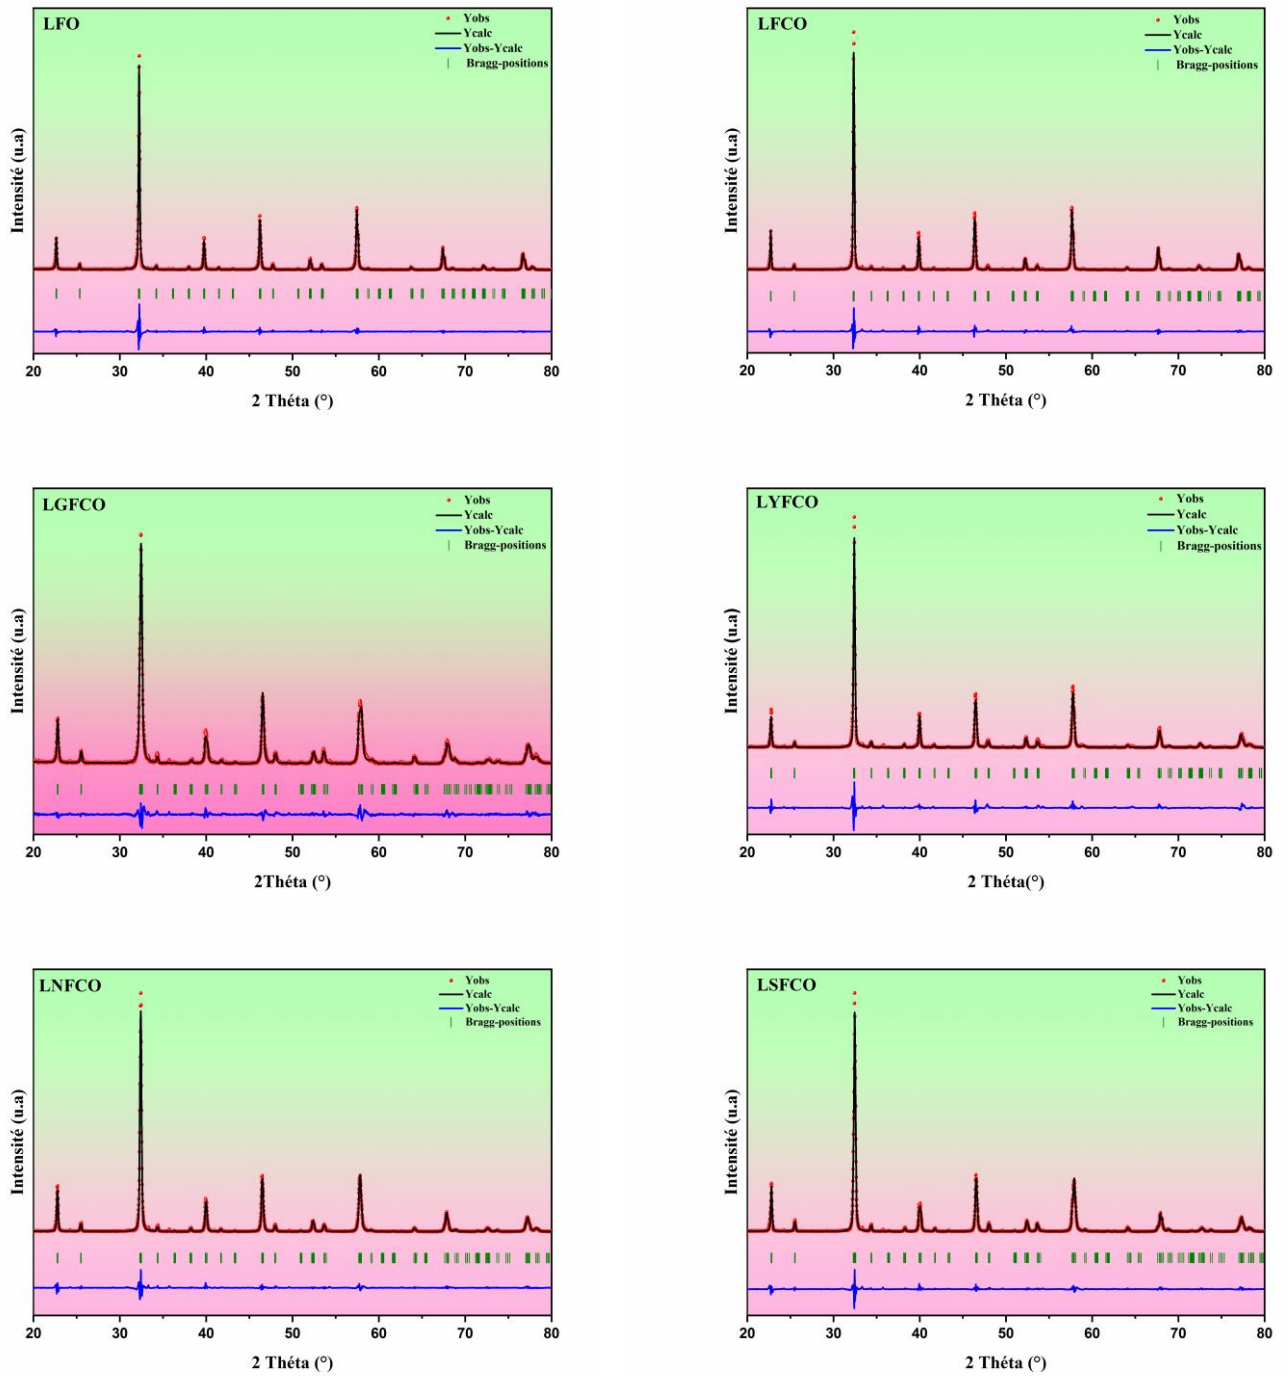 LFO
Yobs
Ycalc
Yobs-Ycalc
Bragg-positions
Intensité (u.a)
20 30 40 50 60 70 80
2 Théta (°)
LFCO
Yobs
Ycalc
Yobs-Ycalc
Bragg-positions
Intensité (u.a)
20 30 40 50 60 70 80
2 Théta (°)
LGFCO
Yobs
Ycalc
Yobs-Ycalc
Bragg-positions
Intensité (u.a)
20 30 40 50 60 70 80
2Théta (°)
LYFCO
Yobs
Ycalc
Yobs-Ycalc
Bragg-positions
Intensité (u.a)
20 30 40 50 60 70 80
2 Théta(°)
LNFCO
Yobs
Ycalc
Yobs-Ycalc
Bragg-positions
Intensité (u.a)
20 30 40 50 60 70 80
2 Théta (°)
LSFCO
Yobs
Ycalc
Yobs-Ycalc
Bragg-positions
Intensité (u.a)
20 30 40 50 60 70 80
2 Théta (°)